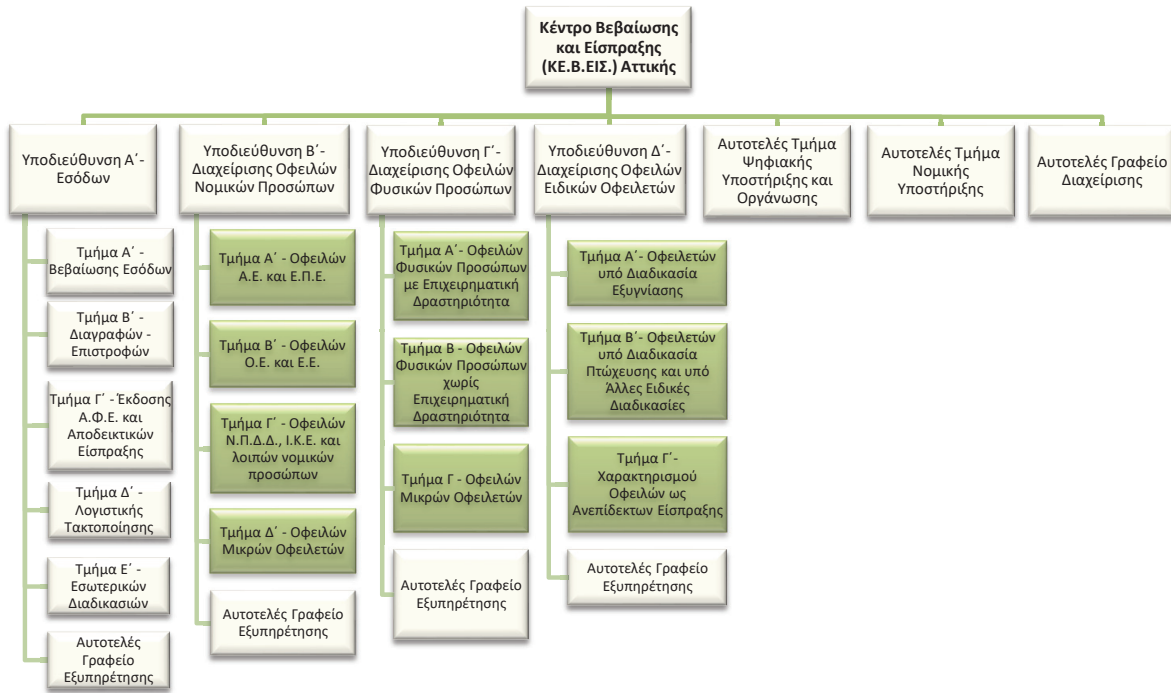 Κέντρο Βεβαίωσης
και Είσπραξης
(ΚΕ.Β.ΕΙΣ.) Αττικής
Υποδιεύθυνση Α΄-
Εσόδων
Τμήμα Α΄ -
Βεβαίωσης Εσόδων
Τμήμα Β΄ -
Διαγραφών -
Επιστροφών
Τμήμα Γ΄ - Έκδοσης
Α.Φ.Ε. και
Αποδεικτικών
Είσπραξης
Τμήμα Δ΄ -
Λογιστικής
Τακτοποίησης
Τμήμα Ε΄ -
Εσωτερικών
Διαδικασιών
Αυτοτελές
Γραφείο
Εξυπηρέτησης
Υποδιεύθυνση Β΄-
Διαχείρισης Οφειλών
Νομικών Προσώπων
Τμήμα Α΄ - Οφειλών
Α.Ε. και Ε.Π.Ε.
Τμήμα Β΄ - Οφειλών
Ο.Ε. και Ε.Ε.
Τμήμα Γ΄ - Οφειλών
Ν.Π.Δ.Δ., Ι.Κ.Ε. και
λοιπών νομικών
προσώπων
Τμήμα Δ΄ - Οφειλών
Μικρών Οφειλετών
Αυτοτελές Γραφείο
Εξυπηρέτησης
Υποδιεύθυνση Γ΄-
Διαχείρισης Οφειλών
Φυσικών Προσώπων
Τμήμα Α΄- Οφειλών
Φυσικών Προσώπων
με Επιχειρηματική
Δραστηριότητα
Τμήμα Β - Οφειλών
Φυσικών Προσώπων
χωρίς
Επιχειρηματική
Δραστηριότητα
Τμήμα Γ - Οφειλών
Μικρών Οφειλετών
Αυτοτελές Γραφείο
Εξυπηρέτησης
Υποδιεύθυνση Δ΄-
Διαχείρισης Οφειλών
Ειδικών Οφειλετών
Τμήμα Α΄- Οφειλετών
υπό Διαδικασία
Εξυγνίασης
Τμήμα Β΄- Οφειλετών
υπό Διαδικασία
Πτώχευσης και υπό
Άλλες Ειδικές
Διαδικασίες
Τμήμα Γ΄-
Χαρακτηρισμού
Οφειλών ως
Ανεπίδεκτων Είσπραξης
Αυτοτελές Γραφείο
Εξυπηρέτησης
Αυτοτελές Τμήμα
Ψηφιακής
Υποστήριξης και
Οργάνωσης
Αυτοτελές Τμήμα
Νομικής
Υποστήριξης
Αυτοτελές Γραφείο
Διαχείρισης